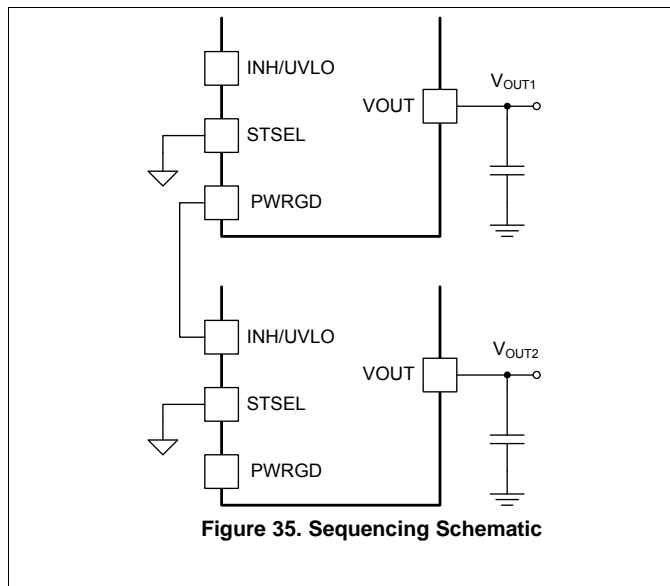 INH/UVLO
VOUT
VOUT1
STSEL
PWRGD
INH/UVLO
VOUT
VOUT2
STSEL
PWRGD
Figure 35. Sequencing Schematic